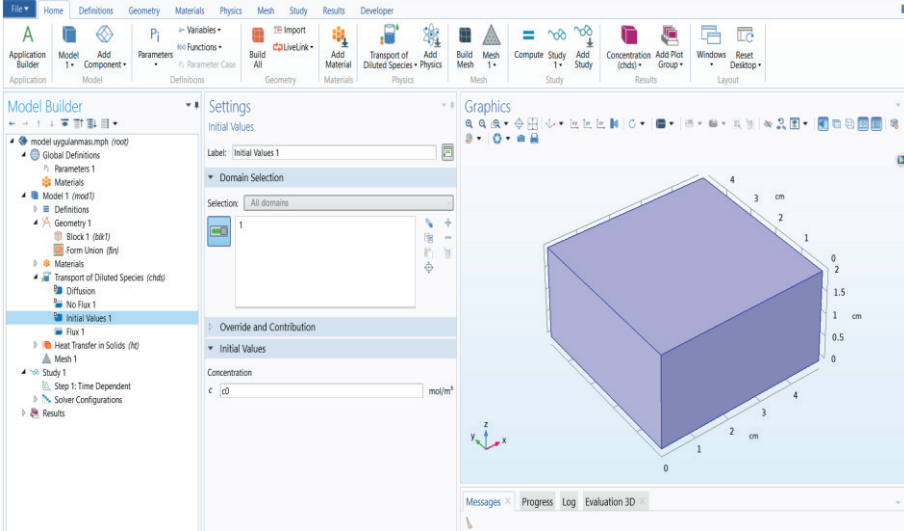 File
Home
Definitions
Geometry
Materials
Physics
Mesh
Study
Results
Developer
Application Builder
Model 1
Add Component
Pi
Parameters
a= Variables
f(x) Functions
Pi Parameter Case
Build All
Import
LiveLink
Add Material
Transport of Diluted Species
Add Physics
Build Mesh
Mesh 1
Compute
Study 1
Add Study
Concentration (chds)
Add Plot Group
Windows
Reset Desktop
Application
Model
Definitions
Geometry
Materials
Physics
Mesh
Study
Results
Layout
Model Builder
model uygulanması.mph (root)
Global Definitions
Pi Parameters 1
Materials
Model 1 (mod1)
Definitions
Geometry 1
Block 1 (blk1)
Form Union (fin)
Materials
Transport of Diluted Species (chds)
Diffusion
No Flux 1
Initial Values 1
Flux 1
Heat Transfer in Solids (ht)
Mesh 1
Study 1
Step 1: Time Dependent
Solver Configurations
Results
Settings
Initial Values
Label: Initial Values 1
Domain Selection
Selection: All domains
1
Override and Contribution
Initial Values
Concentration
c c0 mol/m³
Graphics
4
3 cm
2
1
0
2
1.5
1 cm
0.5
0
4
3
2 cm
1
0
z
y x
Messages Progress Log Evaluation 3D